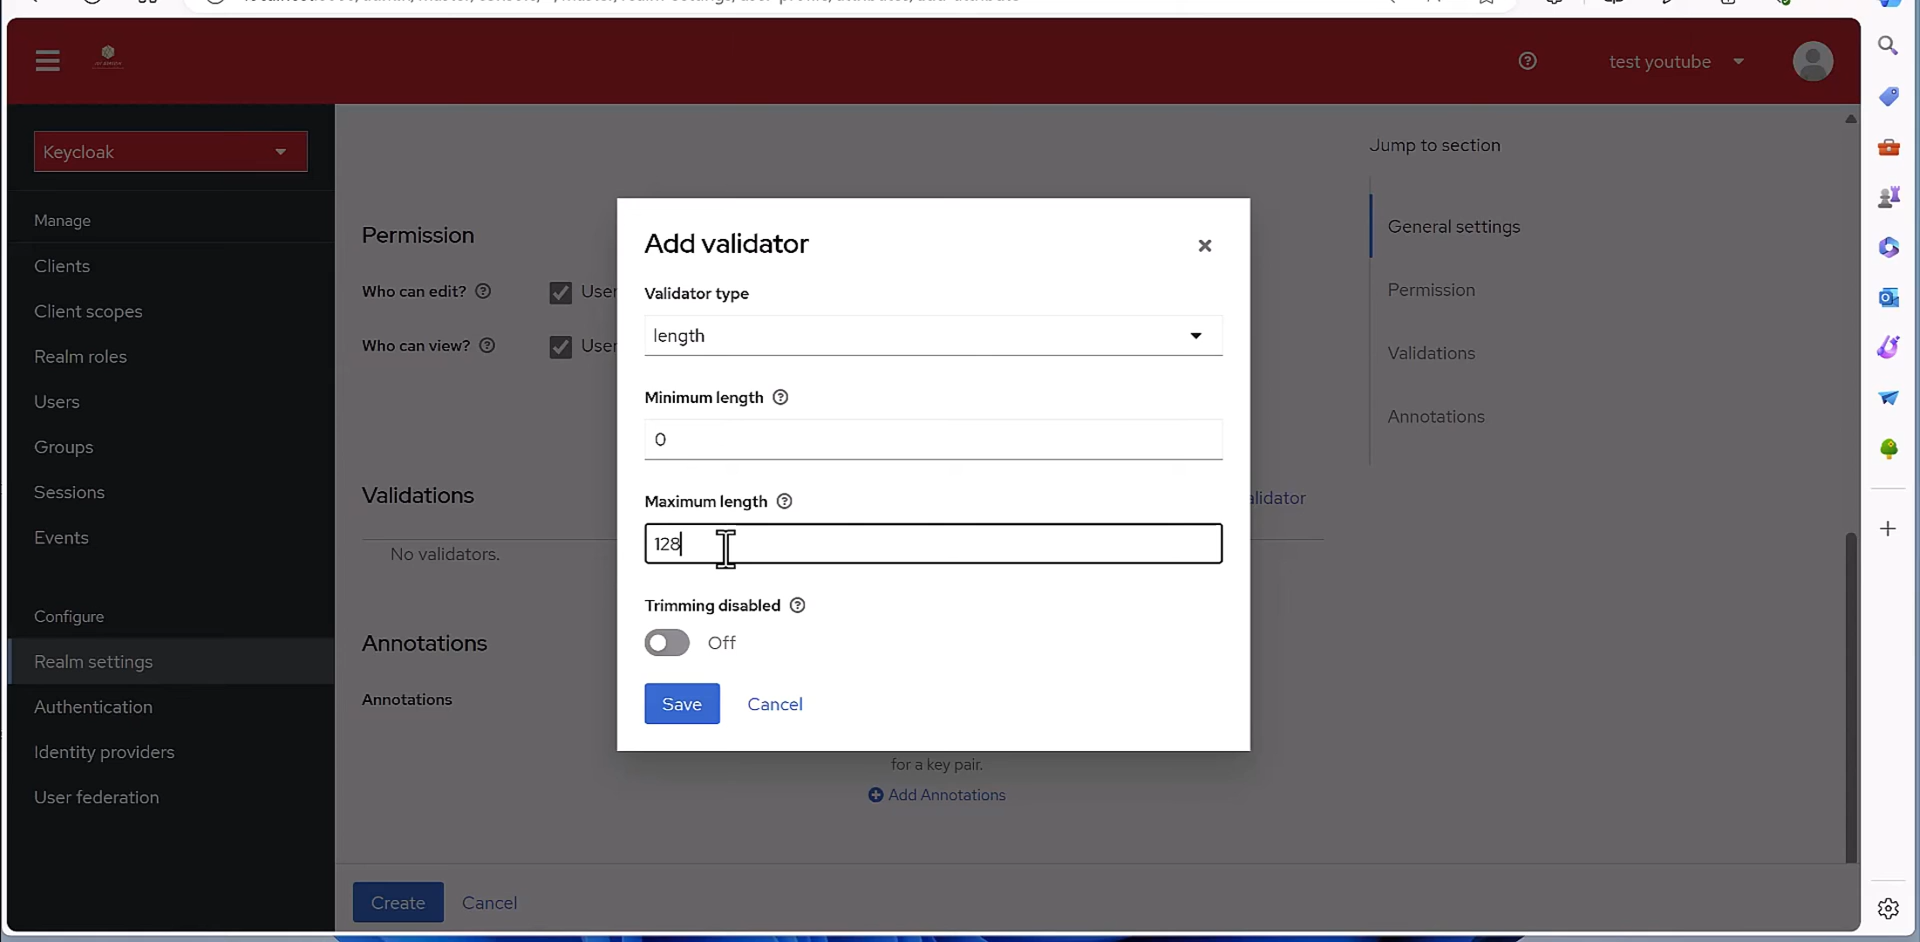 test youtube
Keycloak
Manage
Clients
Client scopes
Realm roles
Users
Groups
Sessions
Events
Configure
Realm settings
Authentication
Identity providers
User federation
Permission
Who can edit?
User
Who can view?
User
Validations
alidator
No validators.
Annotations
Annotations
for a key pair.
Add Annotations
Create
Cancel
Add validator
Validator type
length
Minimum length
0
Maximum length
128
Trimming disabled
Off
Save
Cancel
Jump to section
General settings
Permission
Validations
Annotations